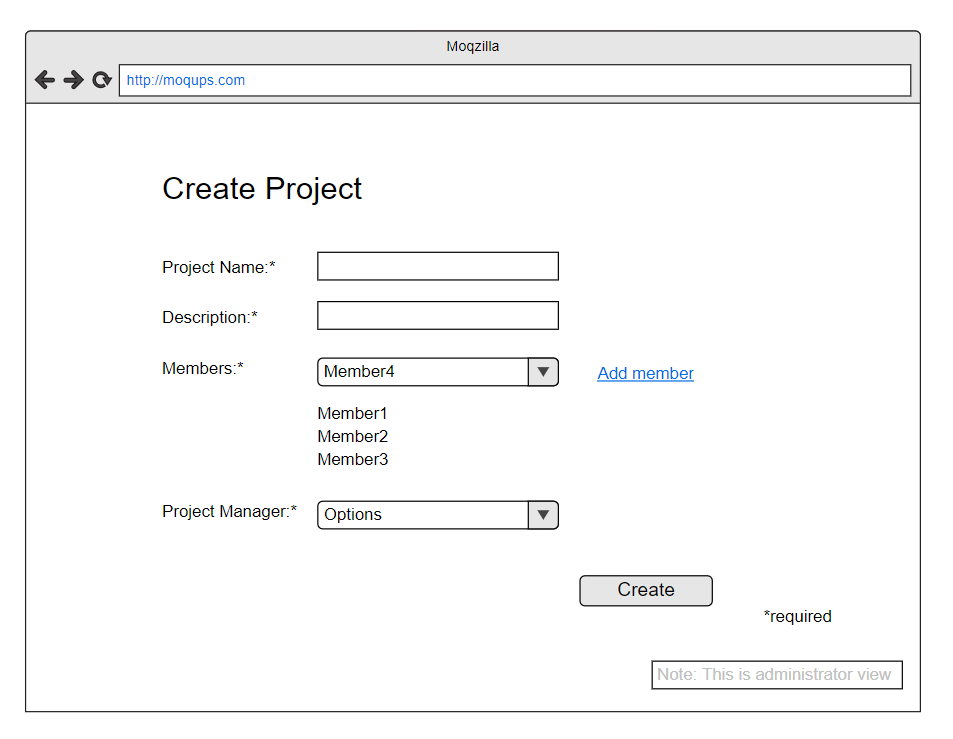 Moqzilla
http://moqups.com
Create Project
Project Name:*
Description:*
Members:*
Member4
Add member
Member1
Member2
Member3
Project Manager:*
Options
Create
*required
Note: This is administrator view